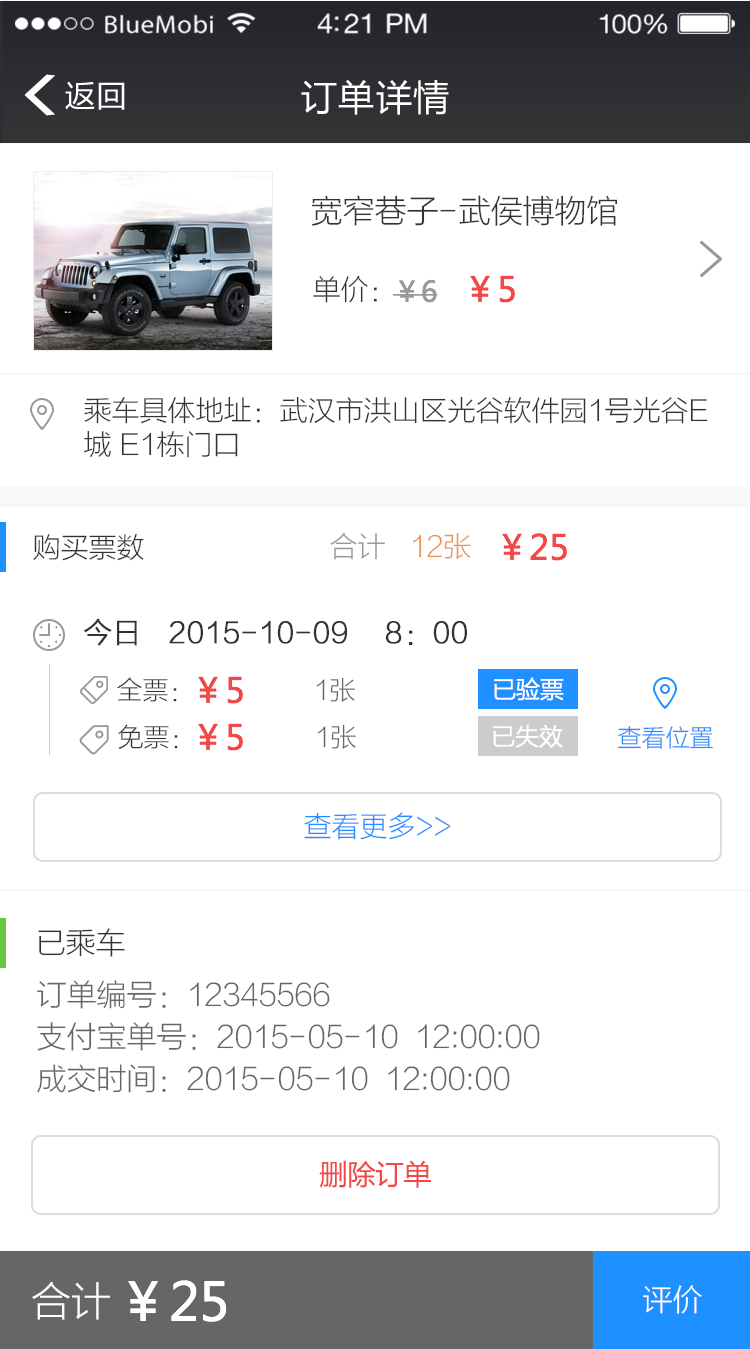 BlueMobi 4:21 PM 100%
返回 订单详情
宽窄巷子-武侯博物馆
单价: ¥6 ¥5
乘车具体地址: 武汉市洪山区光谷软件园1号光谷E
城 E1栋门口
购买票数 合计 12张 ¥25
今日 2015-10-09 8: 00
全票: ¥5 1张 已验票
免票: ¥5 1张 已失效 查看位置
查看更多>>
已乘车
订单编号: 12345566
支付宝单号: 2015-05-10 12:00:00
成交时间: 2015-05-10 12:00:00
删除订单
合计 ¥25 评价